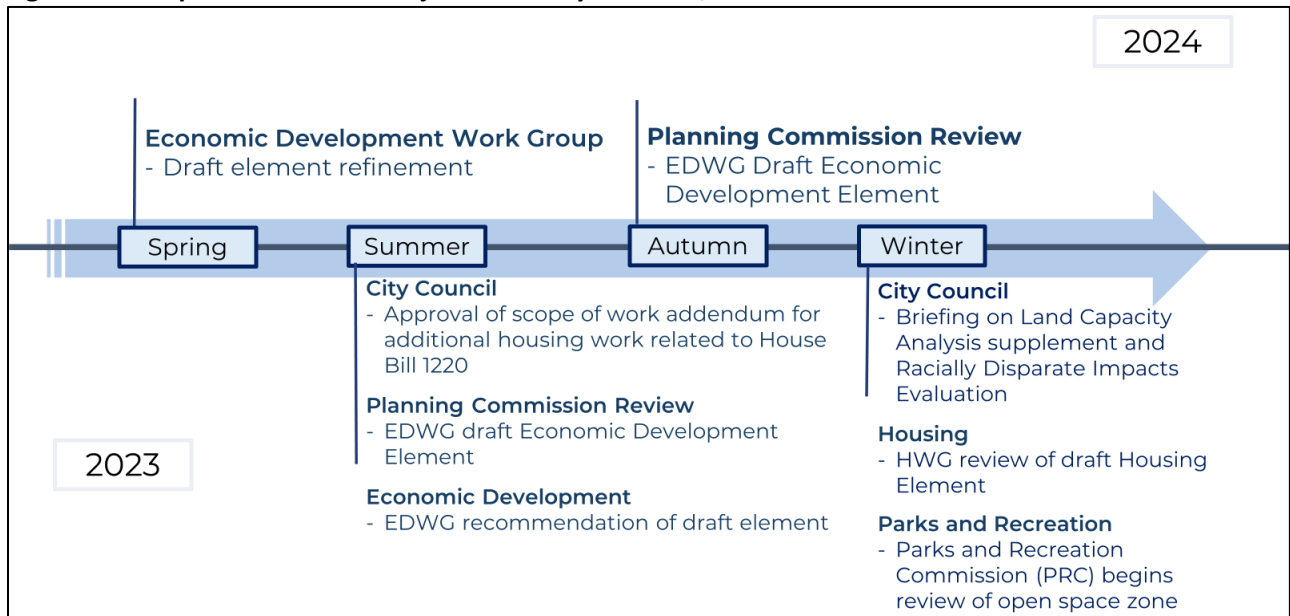 2024
Economic Development Work Group
- Draft element refinement
Planning Commission Review
- EDWG Draft Economic
Development Element
Spring
Summer
Autumn
Winter
City Council
- Approval of scope of work addendum for
additional housing work related to House
Bill 1220
Planning Commission Review
- EDWG draft Economic Development
Element
Economic Development
- EDWG recommendation of draft element
City Council
- Briefing on Land Capacity
Analysis supplement and
Racially Disparate Impacts
Evaluation
Housing
- HWG review of draft Housing
Element
Parks and Recreation
- Parks and Recreation
Commission (PRC) begins
review of open space zone
2023